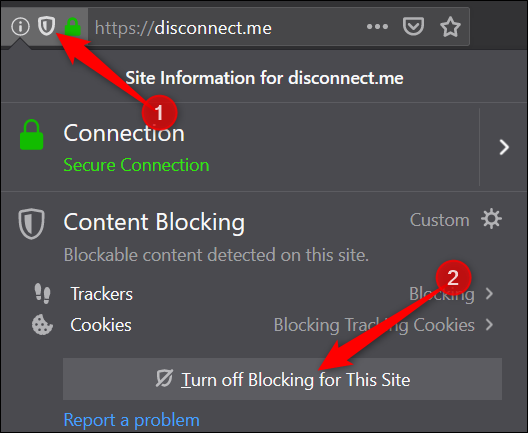 https://disconnect.me
Site Information for disconnect.me
1
Connection
Secure Connection
Content Blocking
Custom
Blockable content detected on this site.
2
Trackers
Blocking
Cookies
Blocking Tracking Cookies
Turn off Blocking for This Site
Report a problem